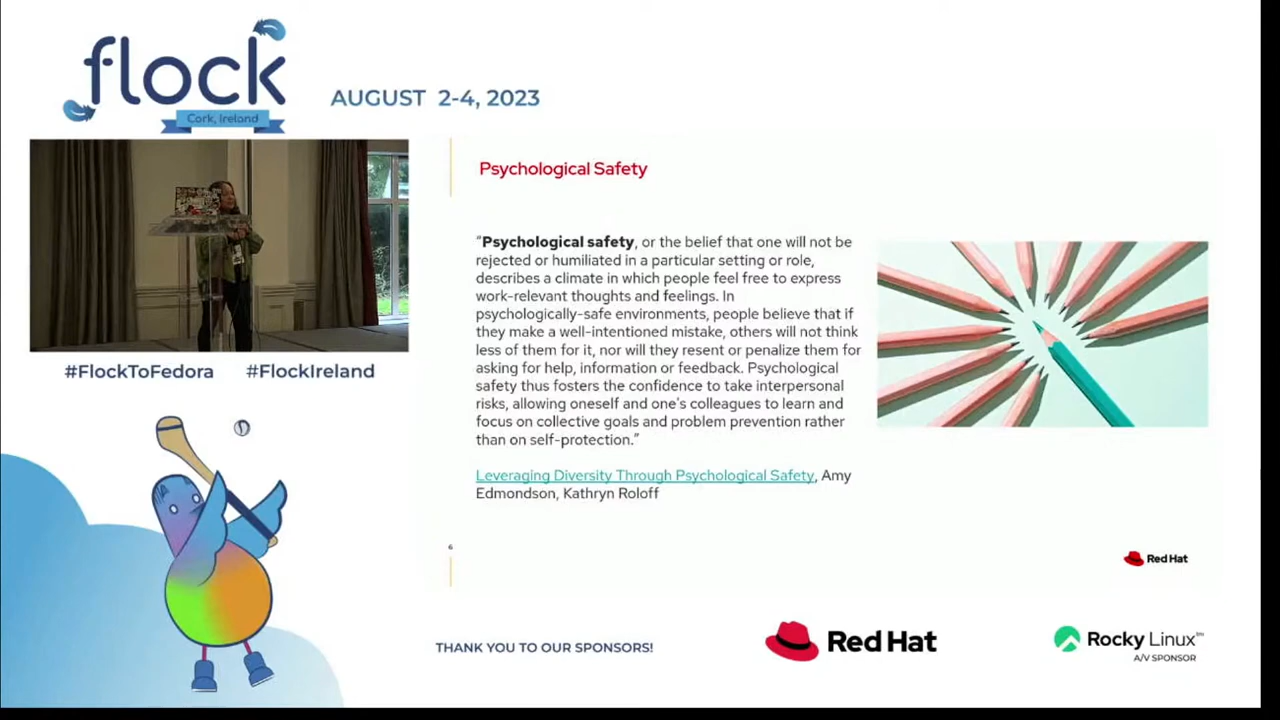 flock
Cork, Ireland
AUGUST 2-4, 2023
Psychological Safety
“Psychological safety, or the belief that one will not be
rejected or humiliated in a particular setting or role,
describes a climate in which people feel free to express
work-relevant thoughts and feelings. In
psychologically-safe environments, people believe that if
they make a well-intentioned mistake, others will not think
less of them for it, nor will they resent or penalize them for
asking for help, information or feedback. Psychological
safety thus fosters the confidence to take interpersonal
risks, allowing oneself and one's colleagues to learn and
focus on collective goals and problem prevention rather
than on self-protection.”
Leveraging Diversity Through Psychological Safety, Amy
Edmondson, Kathryn Roloff
6
Red Hat
#FlockToFedora #FlockIreland
THANK YOU TO OUR SPONSORS!
Red Hat
Rocky Linux™
A/V SPONSOR